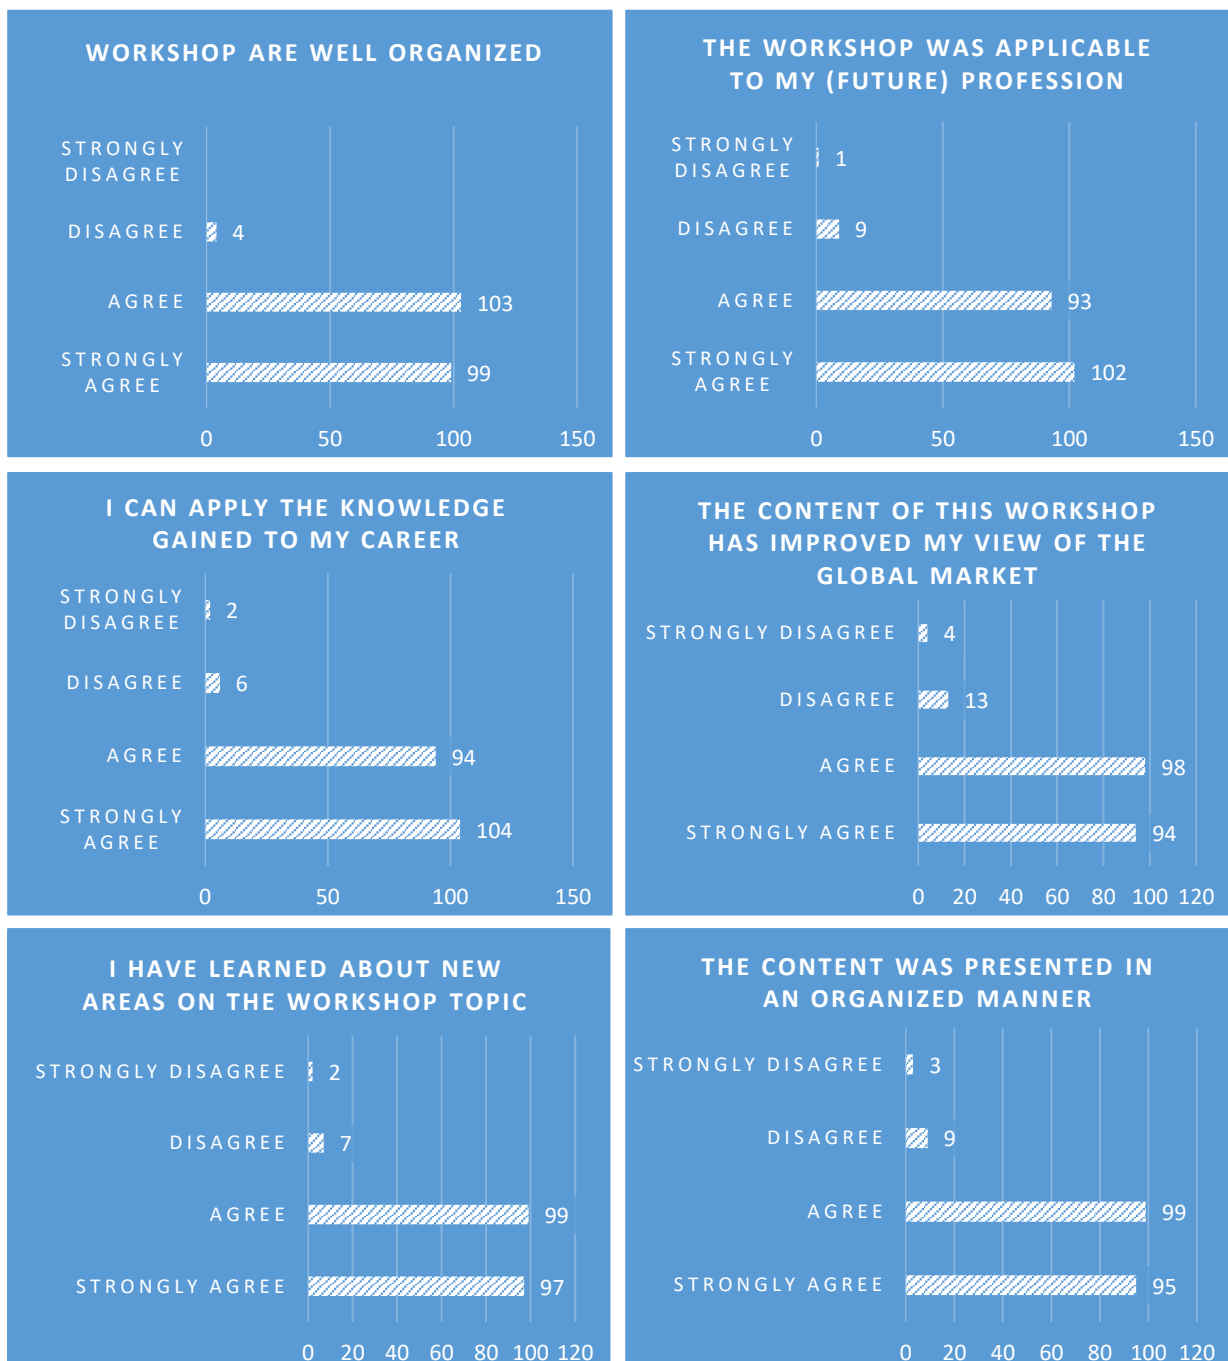 WORKSHOP ARE WELL ORGANIZED
STRONGLY
DISAGREE
DISAGREE 4
AGREE 103
STRONGLY
AGREE 99
0 50 100 150
THE WORKSHOP WAS APPLICABLE
TO MY (FUTURE) PROFESSION
STRONGLY
DISAGREE 1
DISAGREE 9
AGREE 93
STRONGLY
AGREE 102
0 50 100 150
I CAN APPLY THE KNOWLEDGE
GAINED TO MY CAREER
STRONGLY
DISAGREE 2
DISAGREE 6
AGREE 94
STRONGLY
AGREE 104
0 50 100 150
THE CONTENT OF THIS WORKSHOP
HAS IMPROVED MY VIEW OF THE
GLOBAL MARKET
STRONGLY DISAGREE 4
DISAGREE 13
AGREE 98
STRONGLY AGREE 94
0 20 40 60 80 100 120
I HAVE LEARNED ABOUT NEW
AREAS ON THE WORKSHOP TOPIC
STRONGLY DISAGREE 2
DISAGREE 7
AGREE 99
STRONGLY AGREE 97
0 20 40 60 80 100 120
THE CONTENT WAS PRESENTED IN
AN ORGANIZED MANNER
STRONGLY DISAGREE 3
DISAGREE 9
AGREE 99
STRONGLY AGREE 95
0 20 40 60 80 100 120